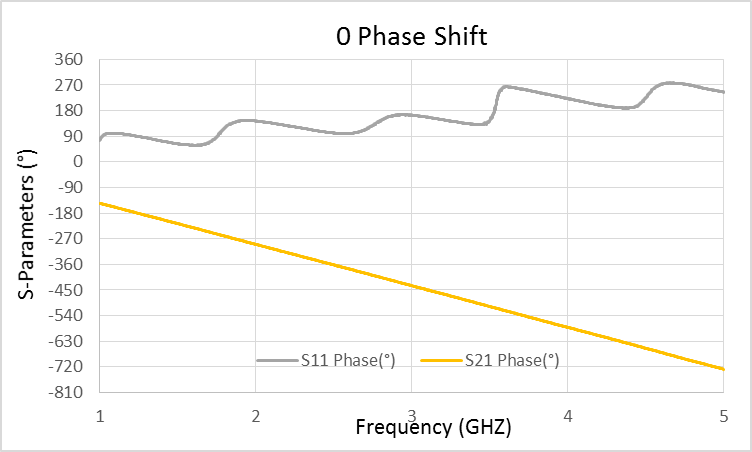 0 Phase Shift
360
270
180
90
0
-90
-180
-270
-360
-450
-540
-630
-720
-810
S-Parameters (°)
S11 Phase(°) S21 Phase(°)
1 2 3 4 5
Frequency (GHZ)